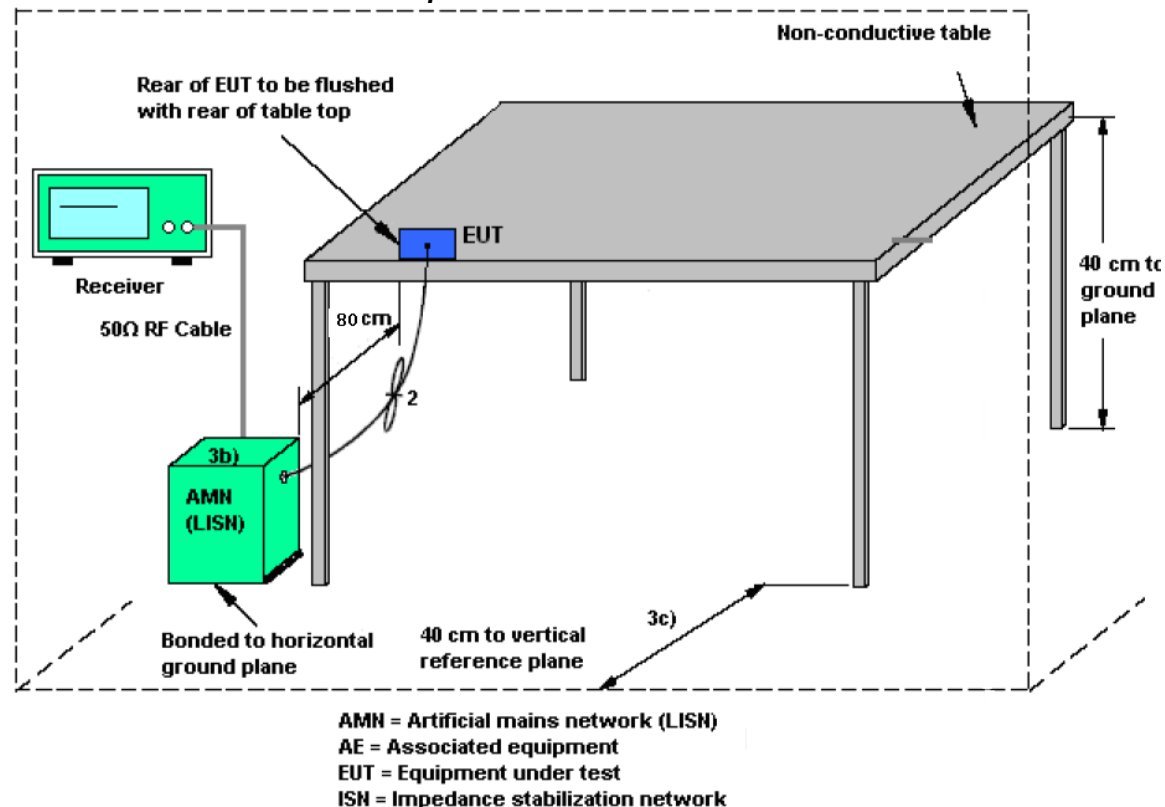 Non-conductive table
Rear of EUT to be flushed
with rear of table top
EUT
Receiver
40 cm to
ground
plane
50Ω RF Cable
80 cm
2
3b)
AMN
(LISN)
3c)
Bonded to horizontal
ground plane
40 cm to vertical
reference plane
AMN = Artificial mains network (LISN)
AE = Associated equipment
EUT = Equipment under test
ISN = Impedance stabilization network